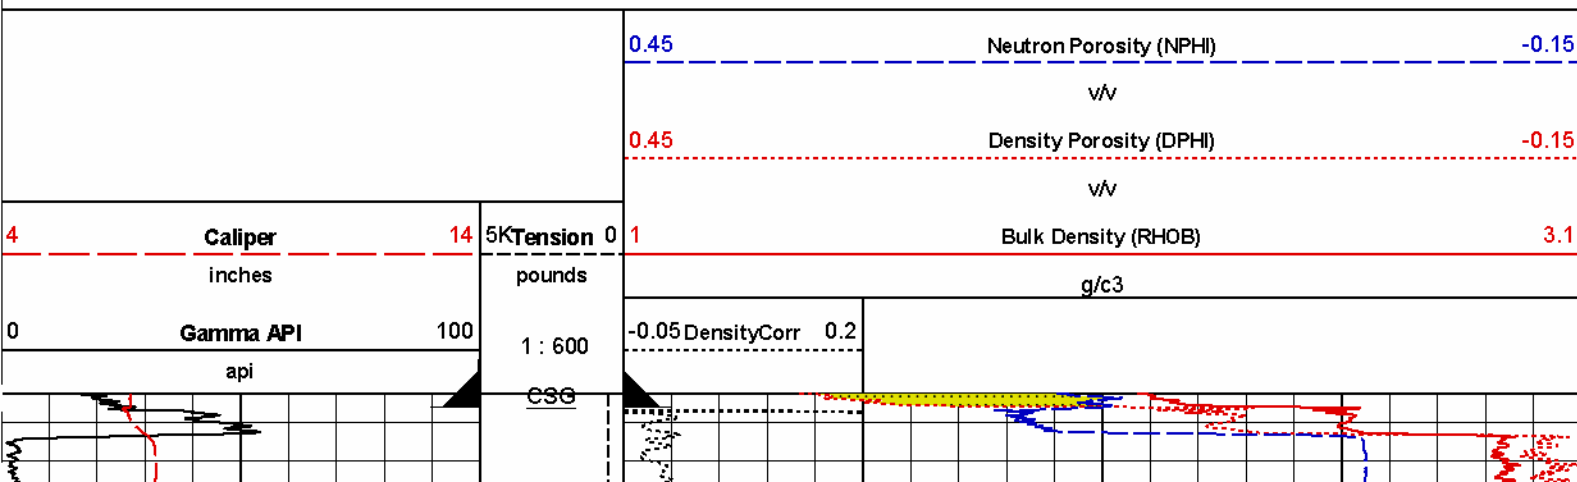 0.45 Neutron Porosity (NPHI) -0.15
v/v
0.45 Density Porosity (DPHI) -0.15
v/v
4 Caliper 14 5K Tension 0 1 Bulk Density (RHOB) 3.1
inches pounds g/c3
0 Gamma API 100 1 : 600 -0.05 DensityCorr 0.2
api
CSG